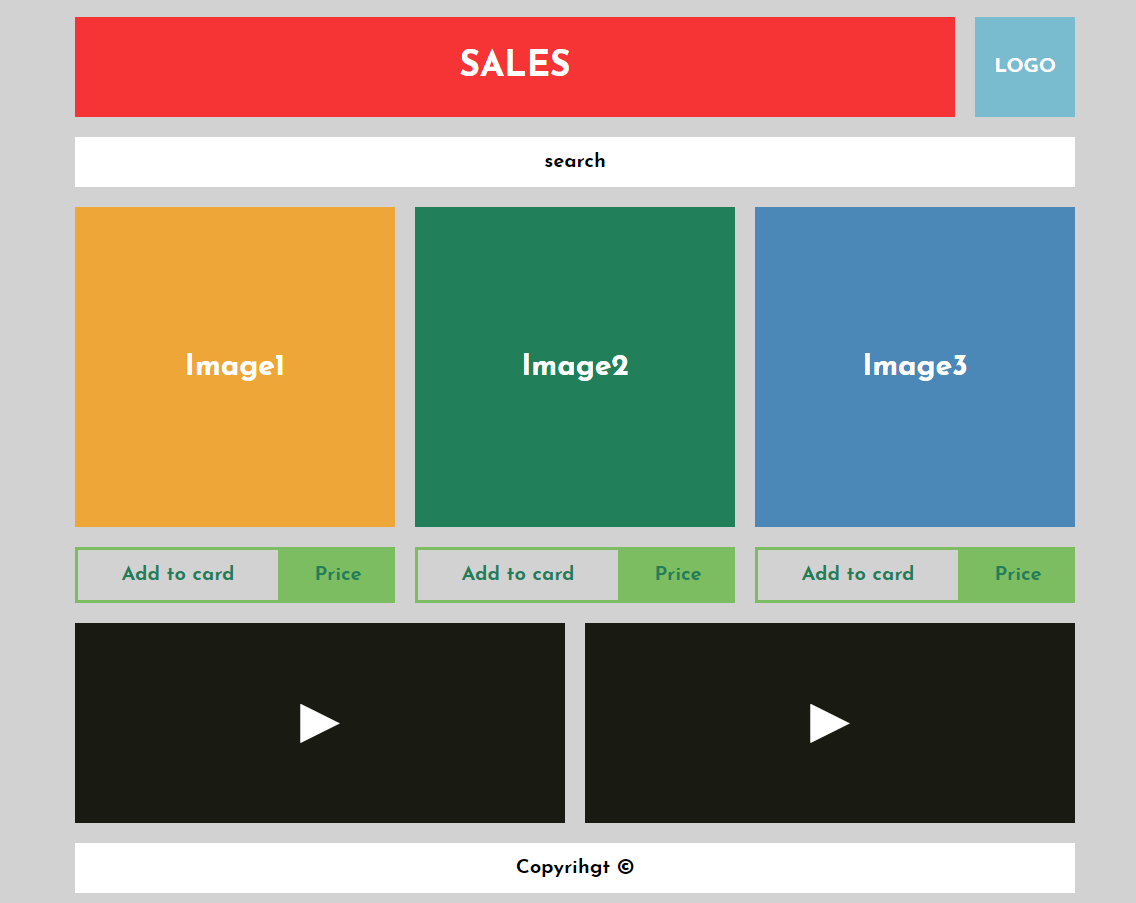 SALES
LOGO
search
Image1
Image2
Image3
Add to card
Price
Add to card
Price
Add to card
Price
Copyrihgt ©